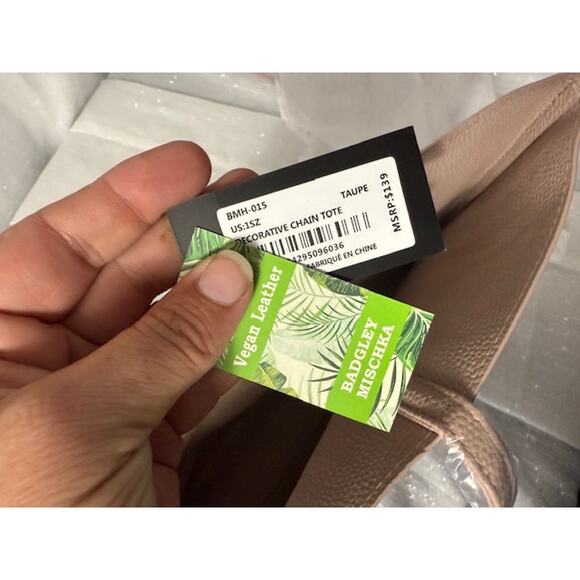 BMH-015
TAUPE
US:1SZ
DECORATIVE CHAIN TOTE
4295096036
FABRIQUÉ EN CHINE
MSRP:$139
Vegan Leather
BADGLEY
MISCHKA